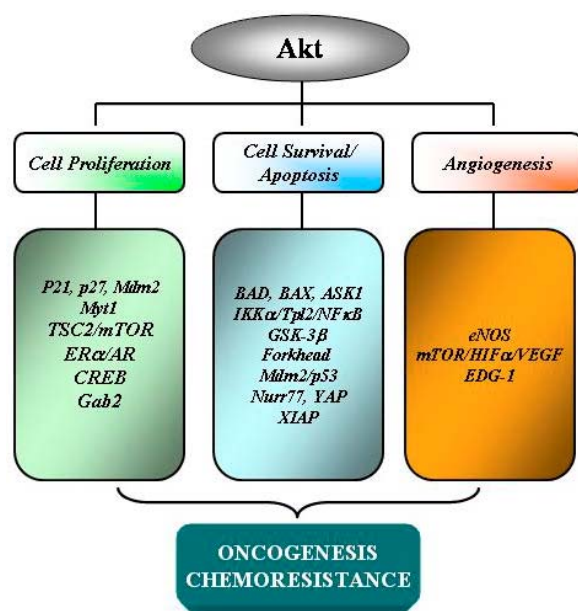 Akt
Cell Proliferation
Cell Survival/
Apoptosis
Angiogenesis
P21, p27, Mdm2
Myt1
TSC2/mTOR
ERα/AR
CREB
Gab2
BAD, BAX, ASK1
IKKα/Tpl2/NFκB
GSK-3β
Forkhead
Mdm2/p53
Nurr77, YAP
XIAP
eNOS
mTOR/HIFα/VEGF
EDG-1
ONCOGENESIS
CHEMORESISTANCE